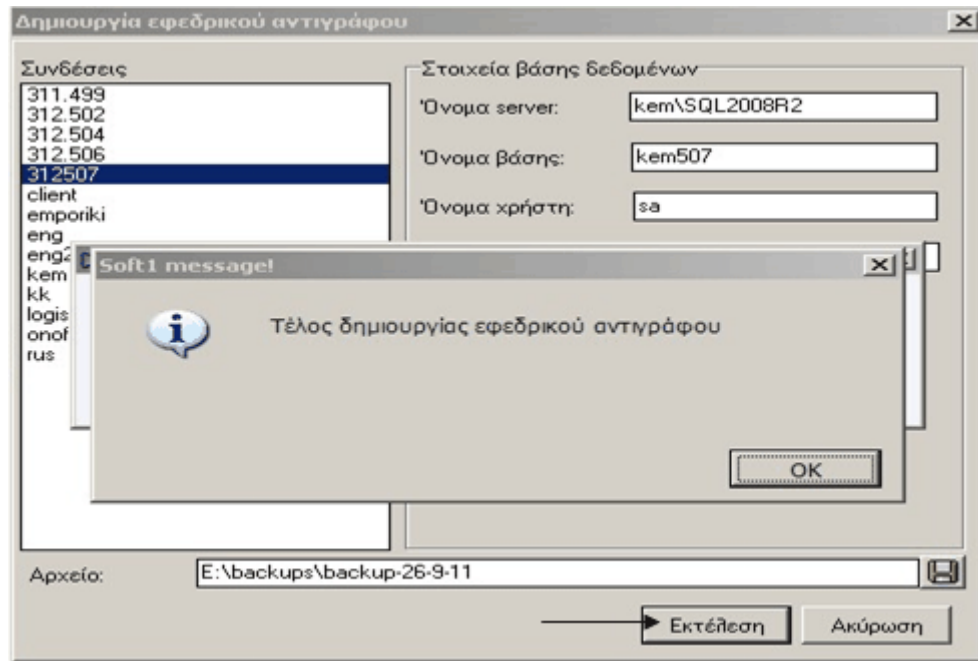 Δημιουργία εφεδρικού αντιγράφου
Συνδέσεις
311.499
312.502
312.504
312.506
312507
client
emporiki
eng
eng2
kem
kk
logis
onof
rus
Στοιχεία βάσης δεδομένων
Όνομα server:
kem\SQL2008R2
Όνομα βάσης:
kem507
Όνομα χρήστη:
sa
Soft1 message!
Τέλος δημιουργίας εφεδρικού αντιγράφου
OK
Αρχείο:
E:\backups\backup-26-9-11
Εκτέλεση
Ακύρωση